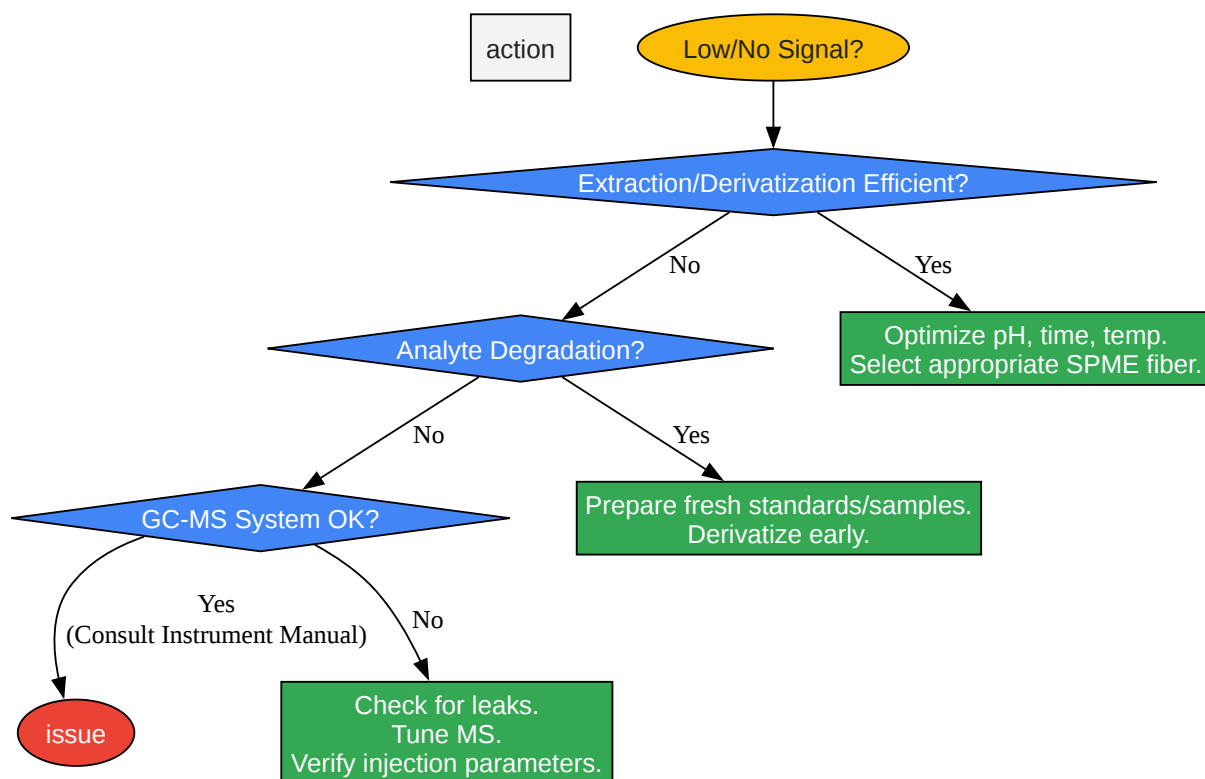 action
Low/No Signal?
Extraction/Derivatization Efficient?
No
Yes
Optimize pH, time, temp.
Select appropriate SPME fiber.
Analyte Degradation?
No
Yes
Prepare fresh standards/samples.
Derivatize early.
GC-MS System OK?
Yes
(Consult Instrument Manual)
No
issue
Check for leaks.
Tune MS.
Verify injection parameters.